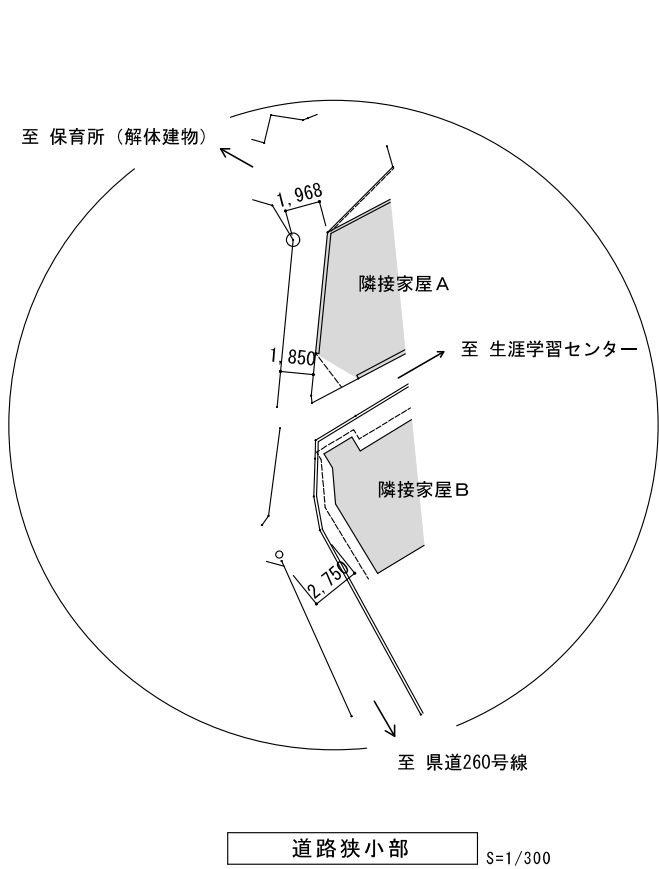 至 保育所（解体建物）
1,968
隣接家屋A
至 生涯学習センター
1,850
隣接家屋B
2,750
至 県道260号線
道路狭小部
S=1/300